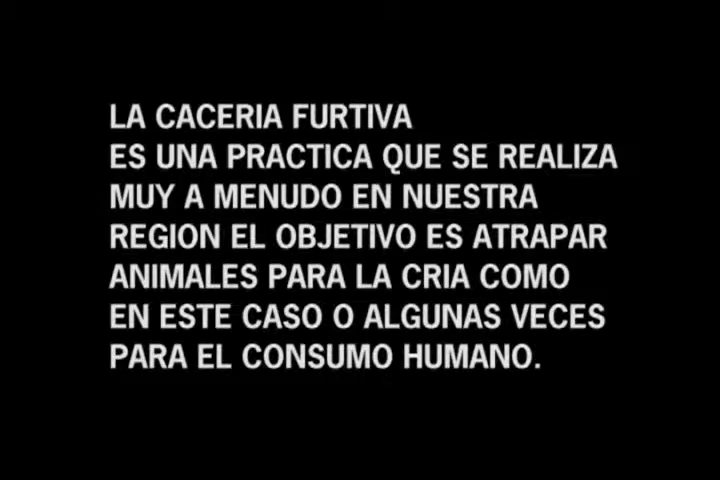 LA CACERIA FURTIVA
ES UNA PRACTICA QUE SE REALIZA
MUY A MENUDO EN NUESTRA
REGION EL OBJETIVO ES ATRAPAR
ANIMALES PARA LA CRIA COMO
EN ESTE CASO O ALGUNAS VECES
PARA EL CONSUMO HUMANO.